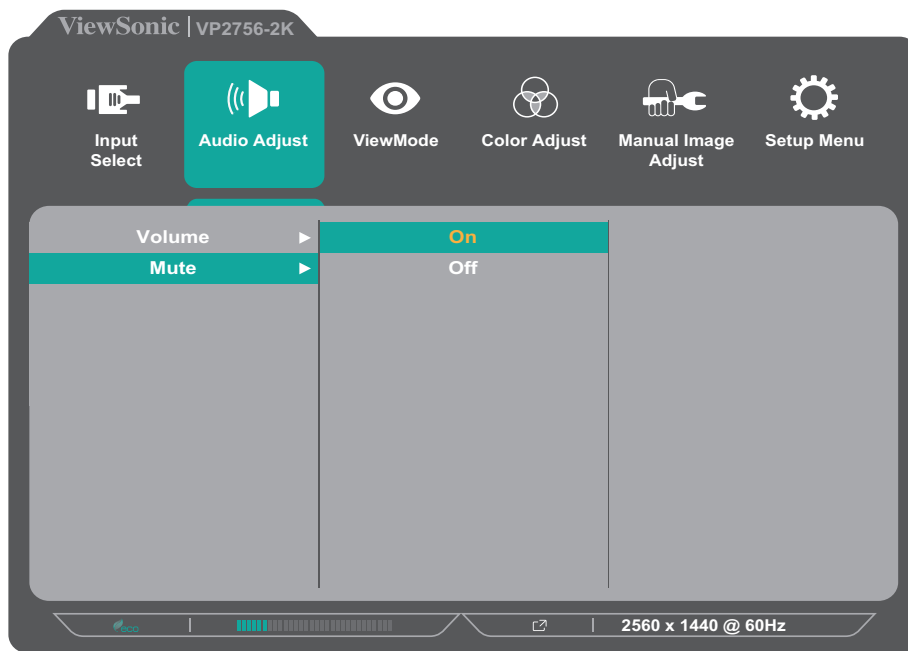 ViewSonic | VP2756-2K
Input Select
Audio Adjust
ViewMode
Color Adjust
Manual Image Adjust
Setup Menu
Volume
On
Mute
Off
eco
2560 x 1440 @ 60Hz